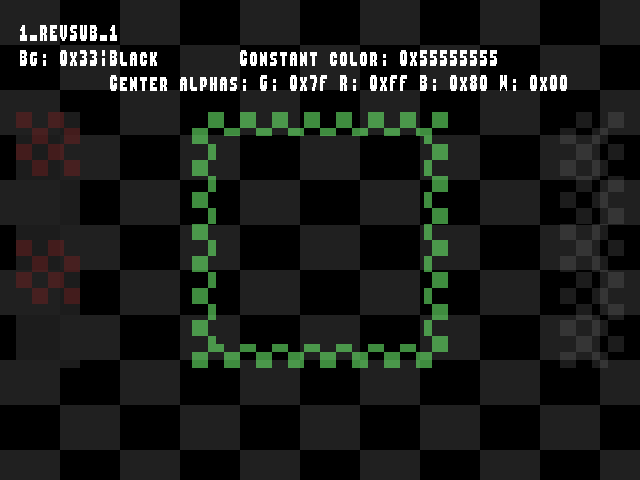 1_REVSUB_1
BG: 0x33¦BLACK CONSTANT COLOR: 0x55555555
CENTER ALPHAS: G: 0x7F R: 0xFF B: 0x80 W: 0x00